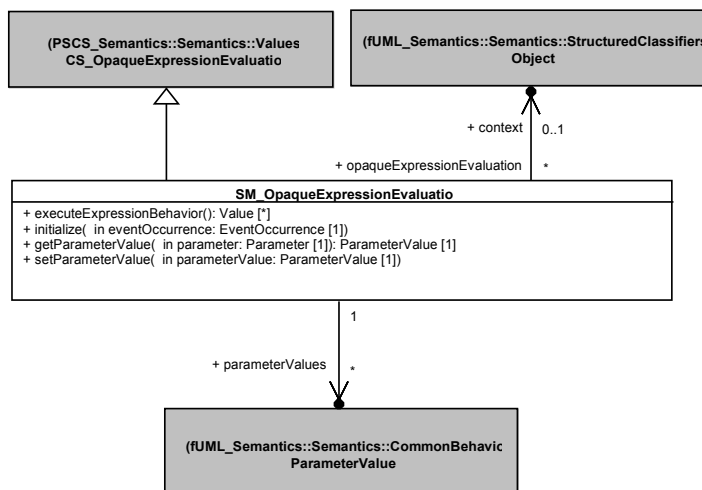 (PSCS_Semantics::Semantics::Values
CS_OpaqueExpressionEvaluatio
(fUML_Semantics::Semantics::StructuredClassifiers
Object
+ context
0..1
+ opaqueExpressionEvaluation
*
SM_OpaqueExpressionEvaluatio
+ executeExpressionBehavior(): Value [*]
+ initialize(  in eventOccurrence: EventOccurrence [1])
+ getParameterValue(  in parameter: Parameter [1]): ParameterValue [1]
+ setParameterValue(  in parameterValue: ParameterValue [1])
1
+ parameterValues
*
(fUML_Semantics::Semantics::CommonBehavic
ParameterValue